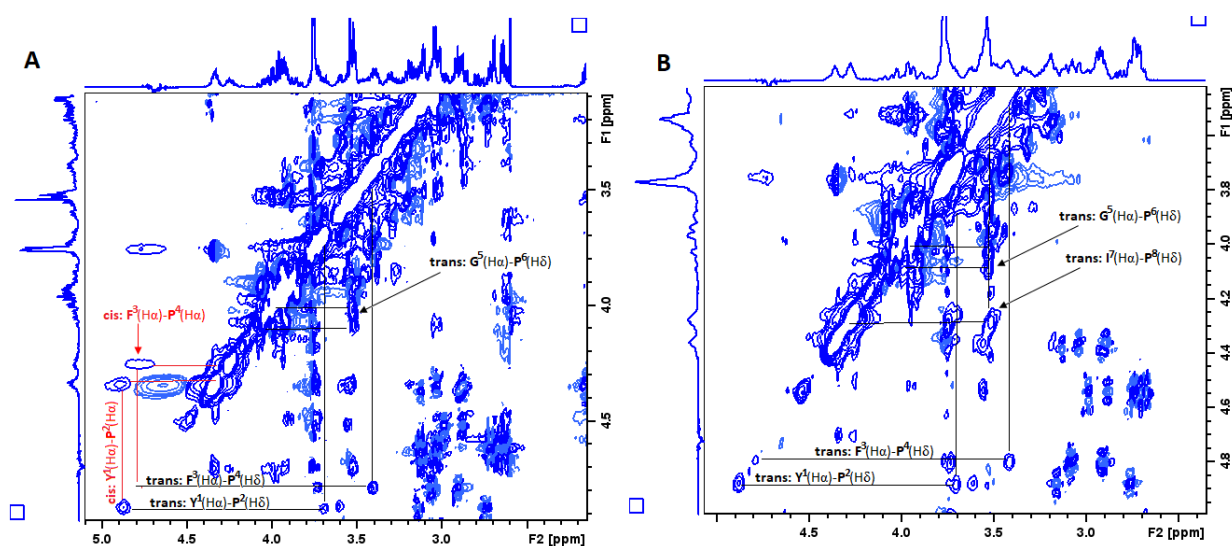 A
F1 [ppm]
3.5
4.0
4.5
trans: G⁵(Hα)-P⁶(Hδ)
cis: F³(Hα)-P⁴(Hα)
cis: Y¹(Hα)-P²(Hα)
trans: F³(Hα)-P⁴(Hδ)
trans: Y¹(Hα)-P²(Hδ)
5.0
4.5
4.0
3.5
3.0
F2 [ppm]
B
F1 [ppm]
3.8
4.0
4.2
4.4
4.6
4.8
trans: G⁵(Hα)-P⁶(Hδ)
trans: I⁷(Hα)-P⁸(Hδ)
trans: F³(Hα)-P⁴(Hδ)
trans: Y¹(Hα)-P²(Hδ)
4.5
4.0
3.5
3.0
F2 [ppm]